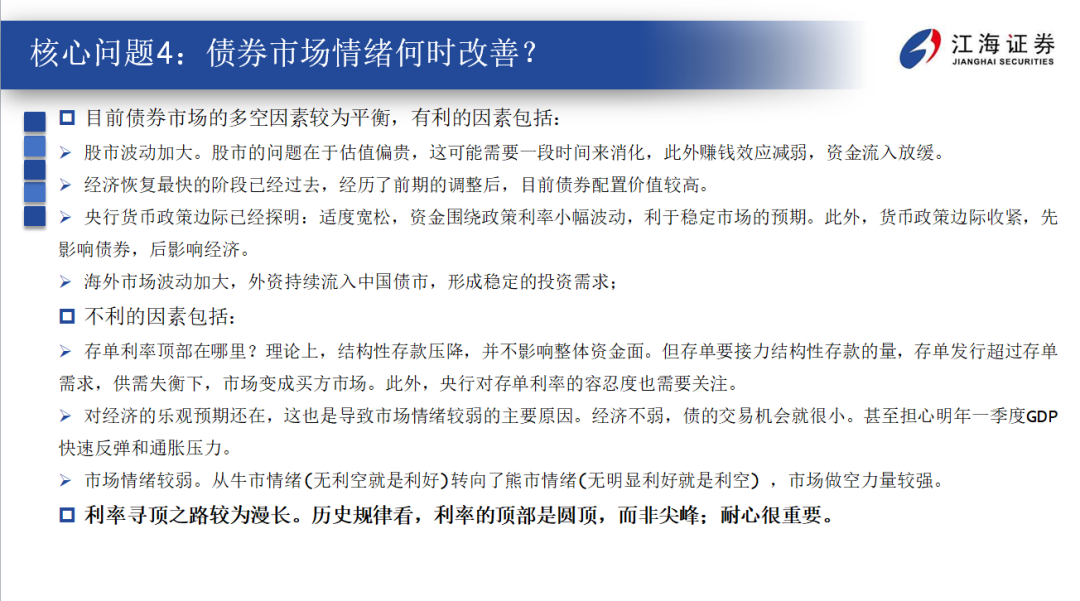 核心问题4：债券市场情绪何时改善？
江海证券
JIANGHAI SECURITIES
目前债券市场的多空因素较为平衡，有利的因素包括：
股市波动加大。股市的问题在于估值偏贵，这可能需要一段时间来消化，此外赚钱效应减弱，资金流入放缓。
经济恢复最快的阶段已经过去，经历了前期的调整后，目前债券配置价值较高。
央行货币政策边际已经探明：适度宽松，资金围绕政策利率小幅波动，利于稳定市场的预期。此外，货币政策边际收紧，先
影响债券，后影响经济。
海外市场波动加大，外资持续流入中国债市，形成稳定的投资需求；
不利的因素包括：
存单利率顶部在哪里？理论上，结构性存款压降，并不影响整体资金面。但存单要接力结构性存款的量，存单发行超过存单
需求，供需失衡下，市场变成买方市场。此外，央行对存单利率的容忍度也需要关注。
对经济的乐观预期还在，这也是导致市场情绪较弱的主要原因。经济不弱，债的交易机会就很小。甚至担心明年一季度GDP
快速反弹和通胀压力。
市场情绪较弱。从牛市情绪(无利空就是利好)转向了熊市情绪(无明显利好就是利空)，市场做空力量较强。
利率寻顶之路较为漫长。历史规律看，利率的顶部是圆顶，而非尖峰；耐心很重要。